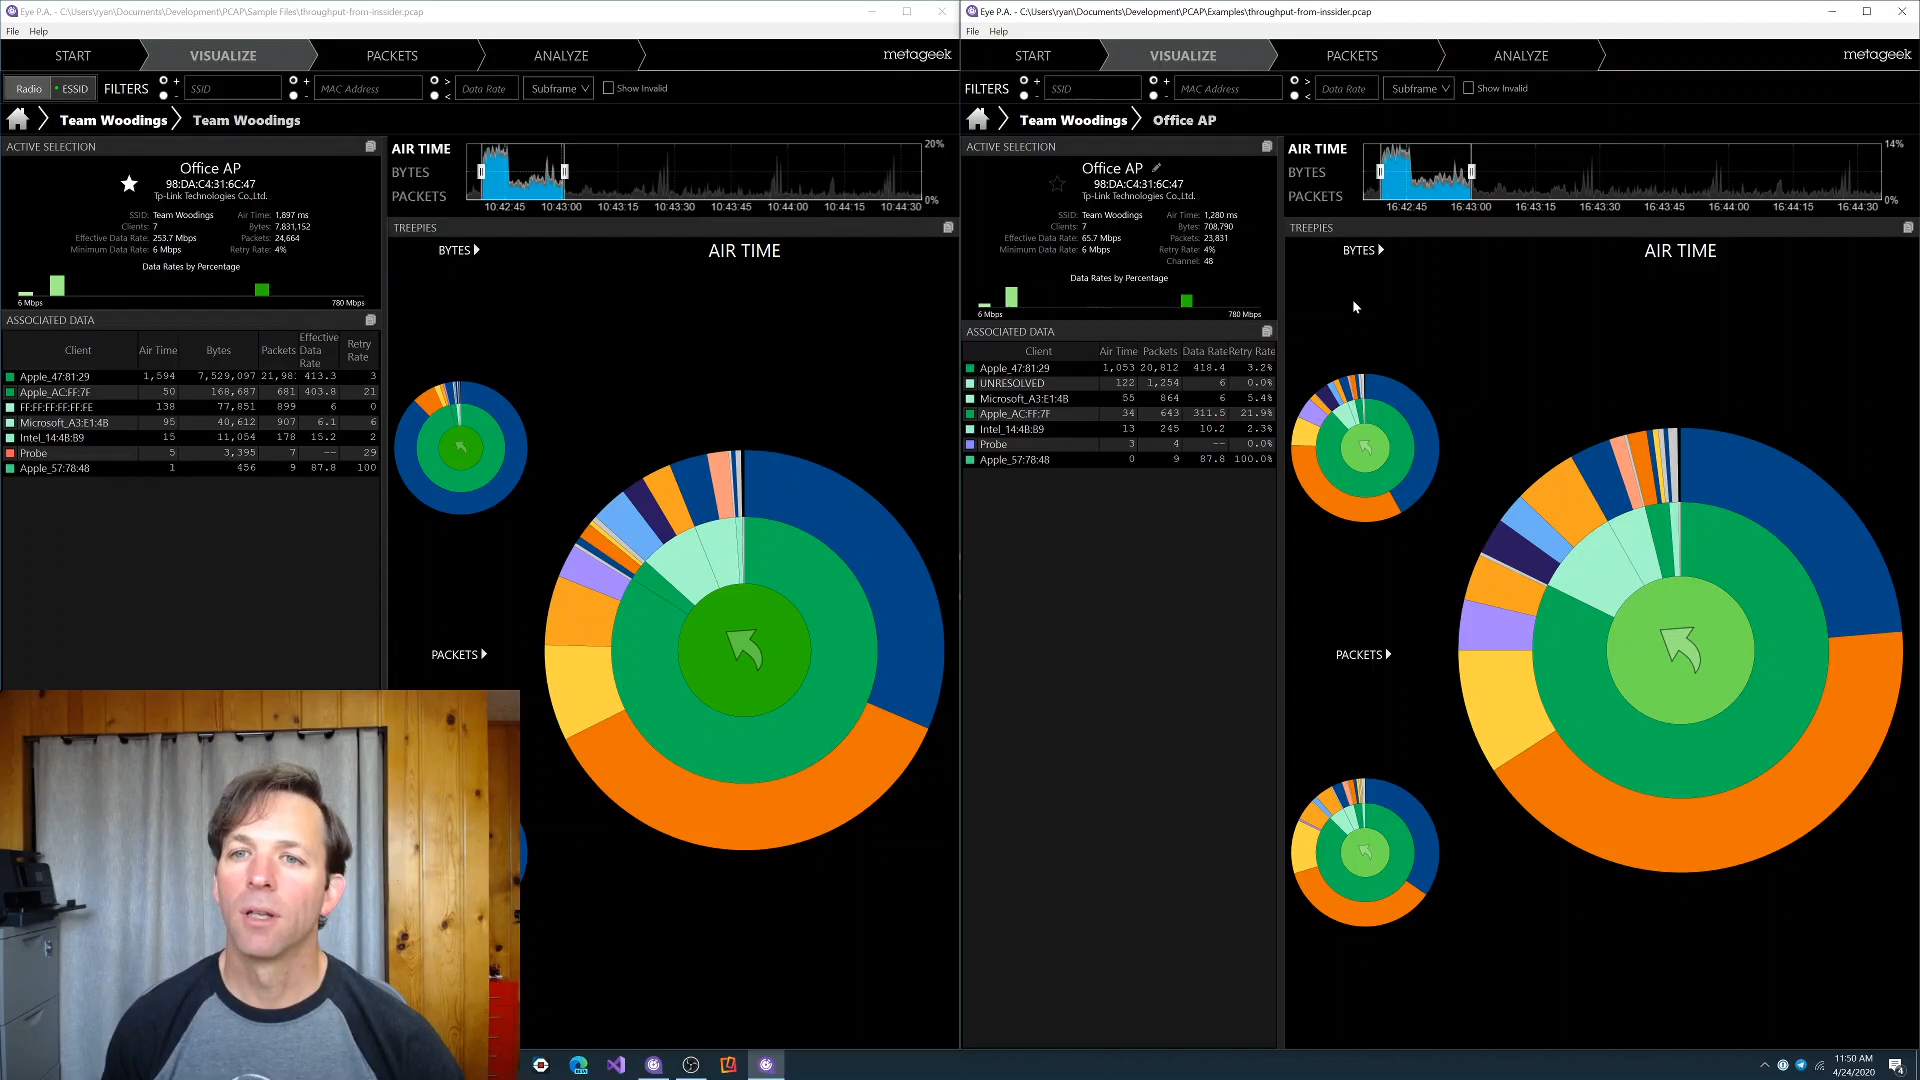 Eye P.A. - C:\Users\ryan\Documents\Development\PCAP\Sample Files\throughput-from-inssider.pcap
File Help
START VISUALIZE PACKETS ANALYZE metageek
Radio ESSID FILTERS + - SSID + - MAC Address > < Data Rate Subframe Show Invalid
Team Woodings Team Woodings
ACTIVE SELECTION
Office AP
98:DA:C4:31:6C:47
Tp-Link Technologies Co.,Ltd.
SSID: Team Woodings Air Time: 1,897 ms
Clients: 7 Bytes: 7,831,152
Effective Data Rate: 253.7 Mbps Packets: 24,664
Minimum Data Rate: 6 Mbps Retry Rate: 4%
Data Rates by Percentage
6 Mbps 780 Mbps
ASSOCIATED DATA
Client Air Time Bytes Packets Effective Data Rate Retry Rate
Apple_47:81:29 1,594 7,529,097 21,98 413.3 3
Apple_AC:FF:7F 50 168,687 681 403.8 21
FF:FF:FF:FF:FF:FE 138 77,851 899 6 0
Microsoft_A3:E1:4B 95 40,612 907 6.1 6
Intel_14:4B:B9 15 11,054 178 15.2 2
Probe 5 3,395 7 -- 29
Apple_57:78:48 1 456 9 87.8 100
AIR TIME
BYTES
PACKETS
20%
0%
10:42:45 10:43:00 10:43:15 10:43:30 10:43:45 10:44:00 10:44:15 10:44:30
TREEPIES
BYTES
AIR TIME
PACKETS
Eye P.A. - C:\Users\ryan\Documents\Development\PCAP\Examples\throughput-from-inssider.pcap
File Help
START VISUALIZE PACKETS ANALYZE metageek
FILTERS + - SSID + - MAC Address > < Data Rate Subframe Show Invalid
Team Woodings Office AP
ACTIVE SELECTION
Office AP
98:DA:C4:31:6C:47
Tp-Link Technologies Co.,Ltd.
SSID: Team Woodings Air Time: 1,280 ms
Clients: 7 Bytes: 708,790
Effective Data Rate: 65.7 Mbps Packets: 23,831
Minimum Data Rate: 6 Mbps Retry Rate: 4%
Channel: 48
Data Rates by Percentage
6 Mbps 780 Mbps
ASSOCIATED DATA
Client Air Time Packets Data Rate Retry Rate
Apple_47:81:29 1,053 20,812 418.4 3.2%
UNRESOLVED 122 1,254 6 0.0%
Microsoft_A3:E1:4B 55 864 6 5.4%
Apple_AC:FF:7F 34 643 311.5 21.9%
Intel_14:4B:B9 13 245 10.2 2.3%
Probe 3 4 -- 0.0%
Apple_57:78:48 0 9 87.8 100.0%
AIR TIME
BYTES
PACKETS
14%
0%
16:42:45 16:43:00 16:43:15 16:43:30 16:43:45 16:44:00 16:44:15 16:44:30
TREEPIES
BYTES
AIR TIME
PACKETS
11:50 AM
4/24/2020
4